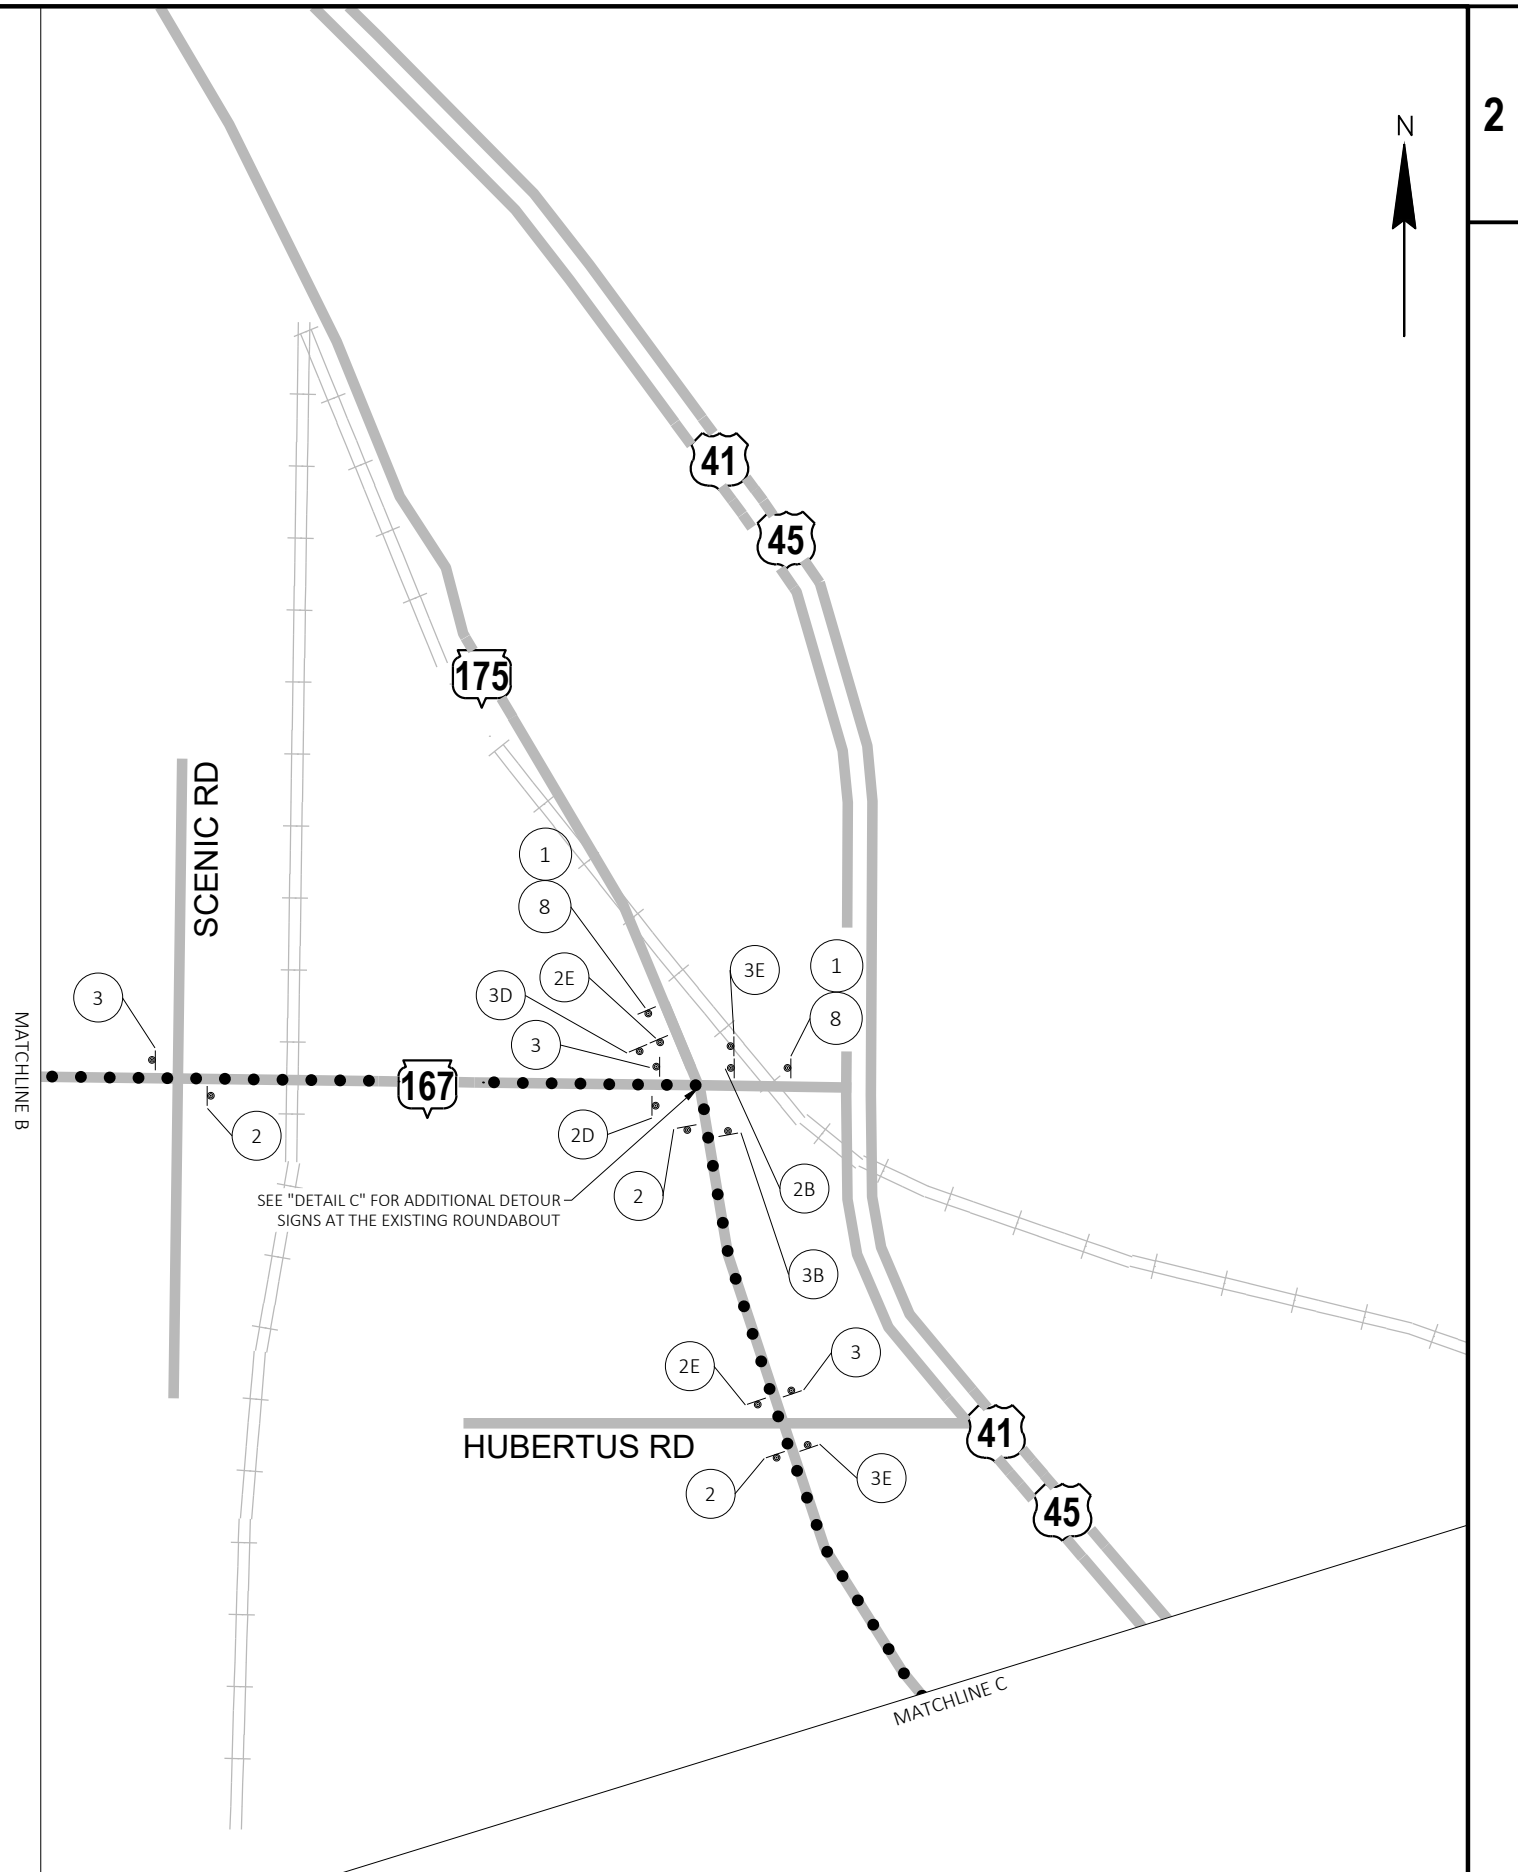 2
N
41
45
175
SCENIC RD
1
8
2E
3E
1
3D
8
3
3
MATCHLINE B
167
2
2D
2
2B
SEE "DETAIL C" FOR ADDITIONAL DETOUR
SIGNS AT THE EXISTING ROUNDABOUT
3B
2E
3
41
HUBERTUS RD
3E
2
45
MATCHLINE C